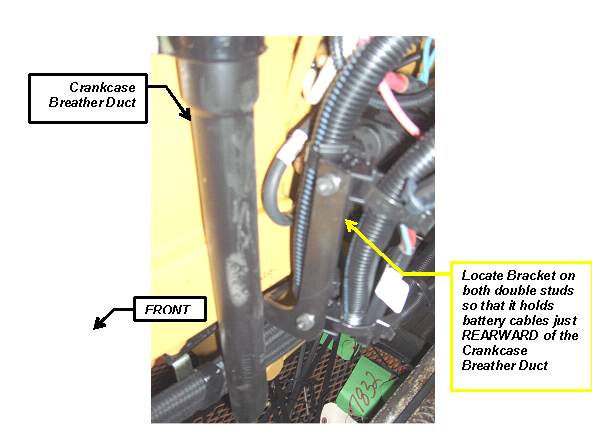 Crankcase
Breather Duct
FRONT
Locate Bracket on
both double studs
so that it holds
battery cables just
REARWARD of the
Crankcase
Breather Duct
7832